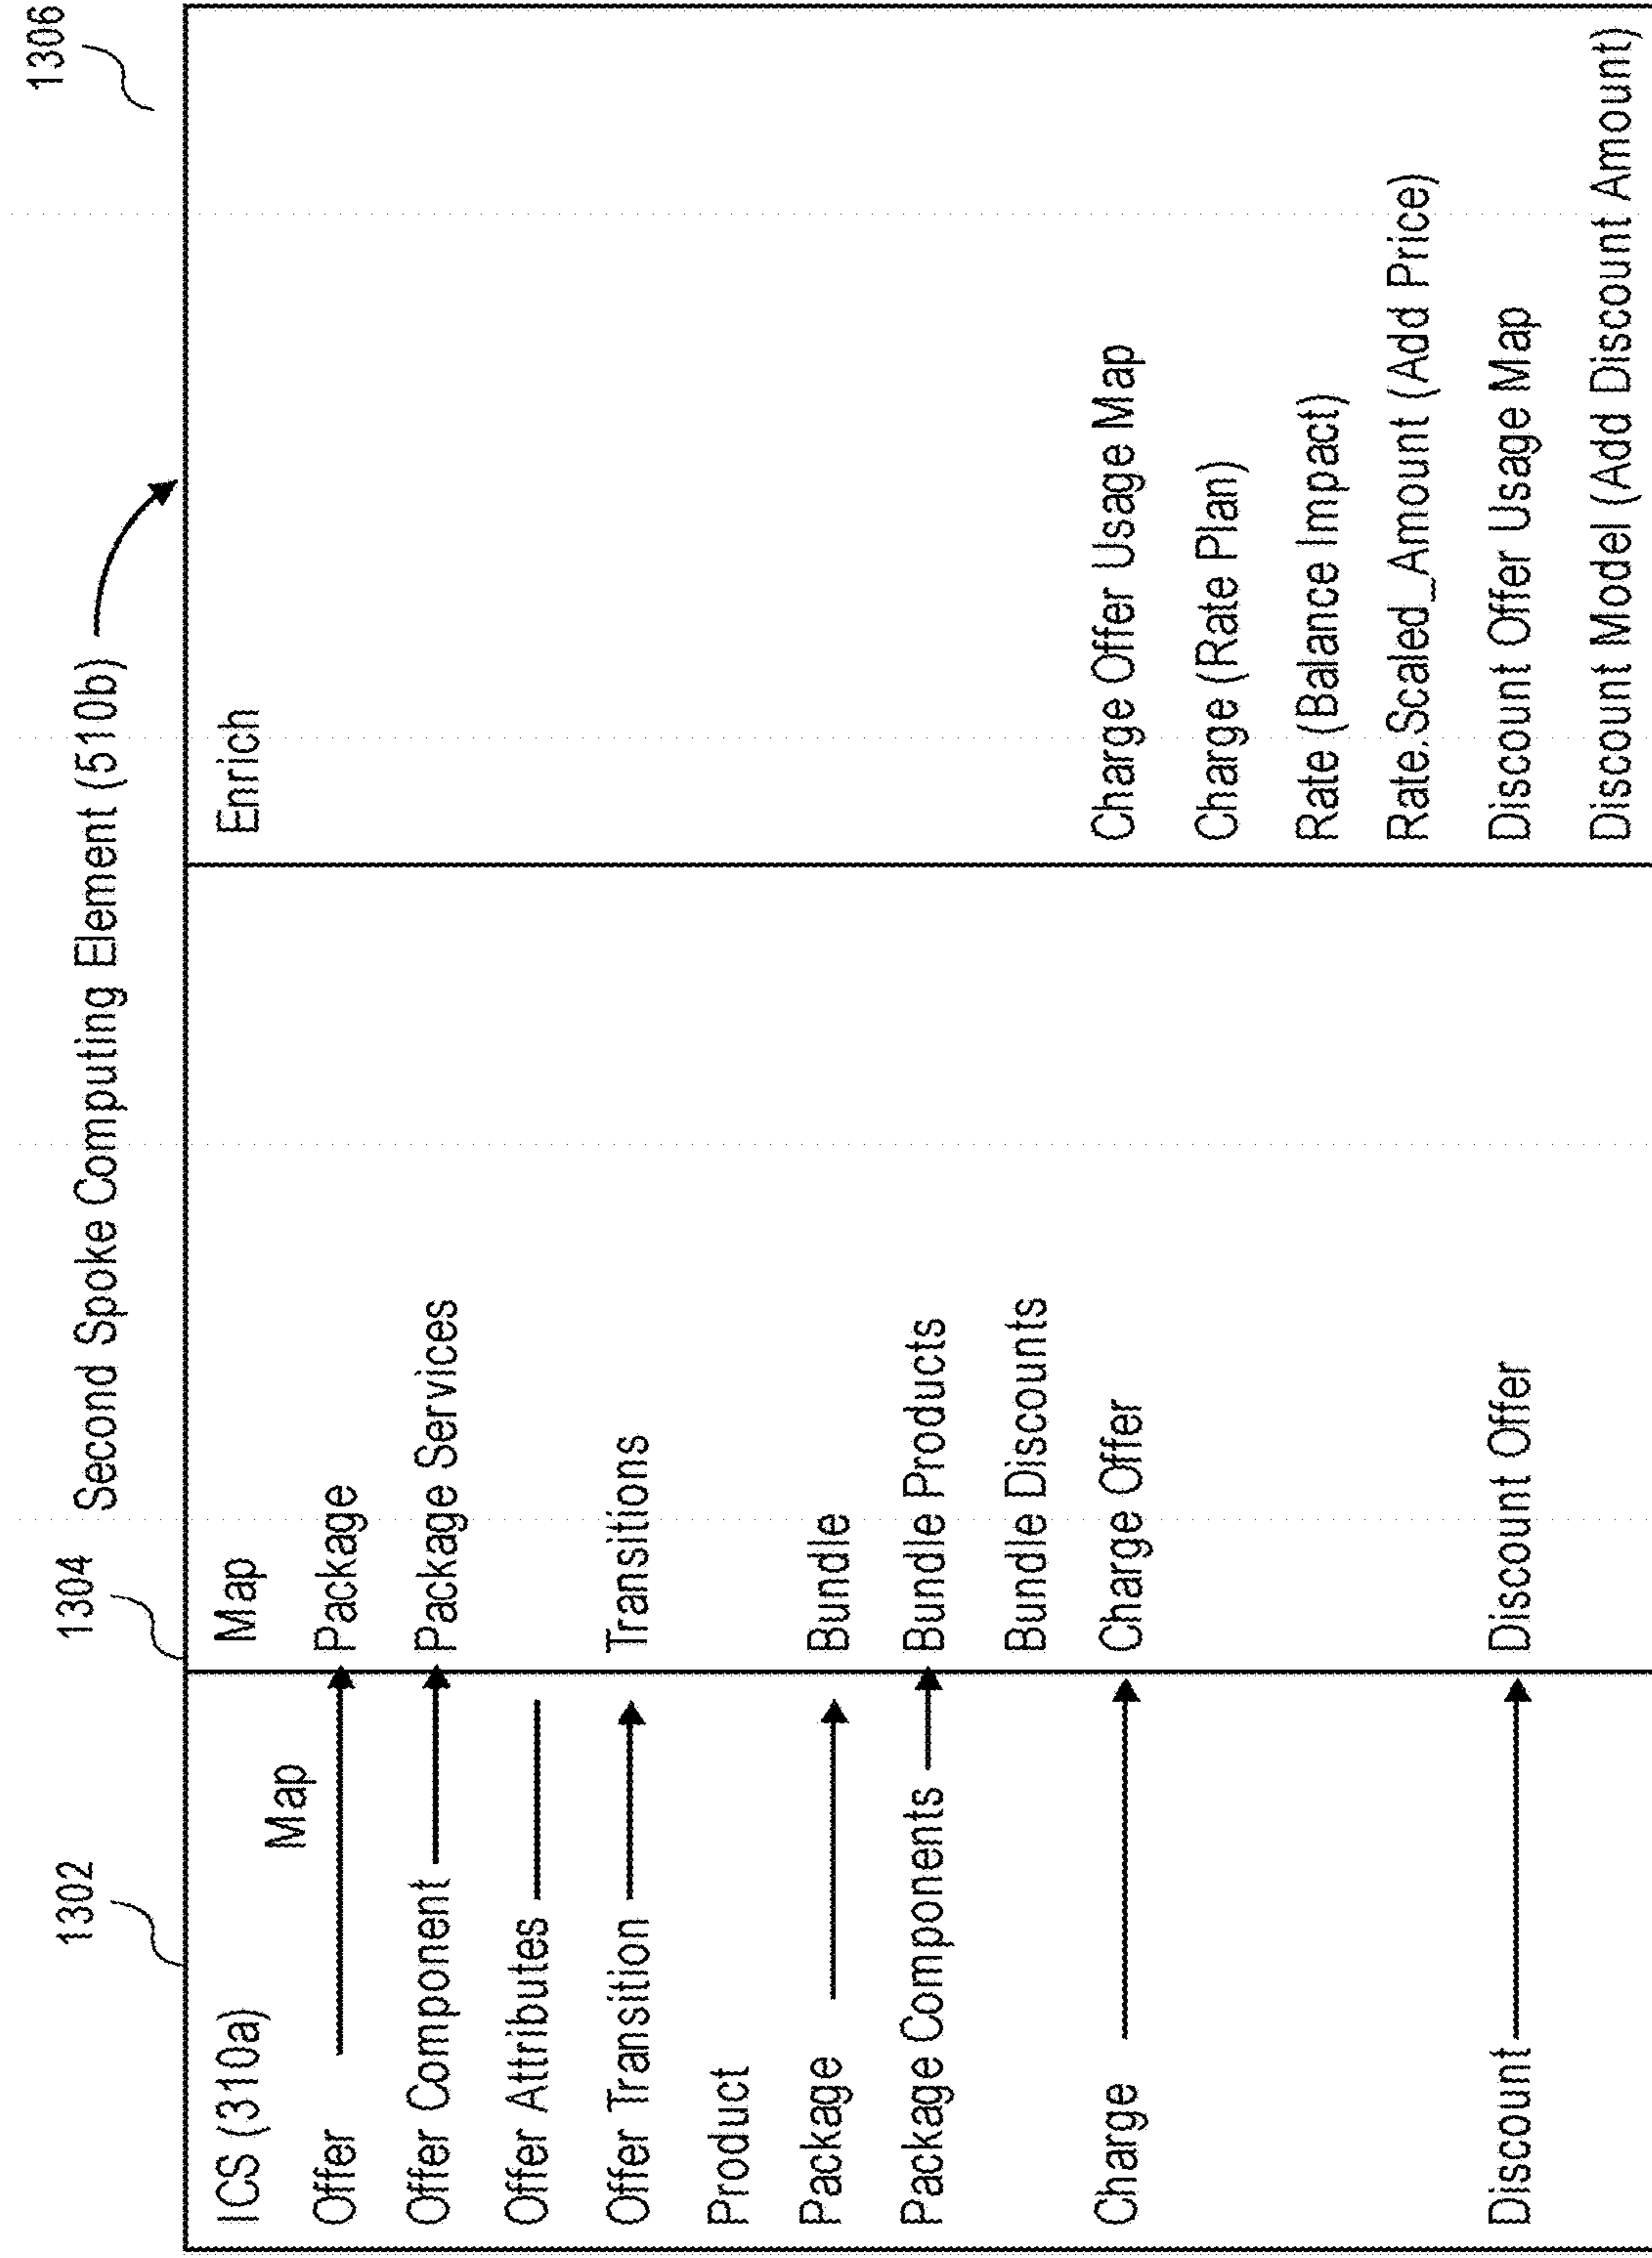 1302
1304
Second Spoke Computing Element (510b)
1306
ICS (310a)
Map
Enrich
Map
Offer
Package
Offer Component
Package Services
Offer Attributes
Offer Transition
Transitions
Product
Package
Bundle
Package Components
Bundle Products
Bundle Discounts
Charge
Charge Offer
Charge Offer Usage Map
Charge (Rate Plan)
Rate (Balance Impact)
Rate.Scaled_Amount (Add Price)
Discount
Discount Offer
Discount Offer Usage Map
Discount Model (Add Discount Amount)